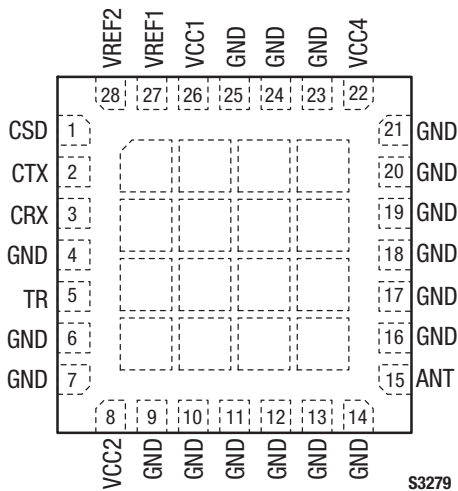 VREF2 VREF1 VCC1 GND GND GND VCC4
28 27 26 25 24 23 22
CSD 1 21 GND
CTX 2 20 GND
CRX 3 19 GND
GND 4 18 GND
TR 5 17 GND
GND 6 16 GND
GND 7 15 ANT
8 9 10 11 12 13 14
VCC2 GND GND GND GND GND GND
S3279